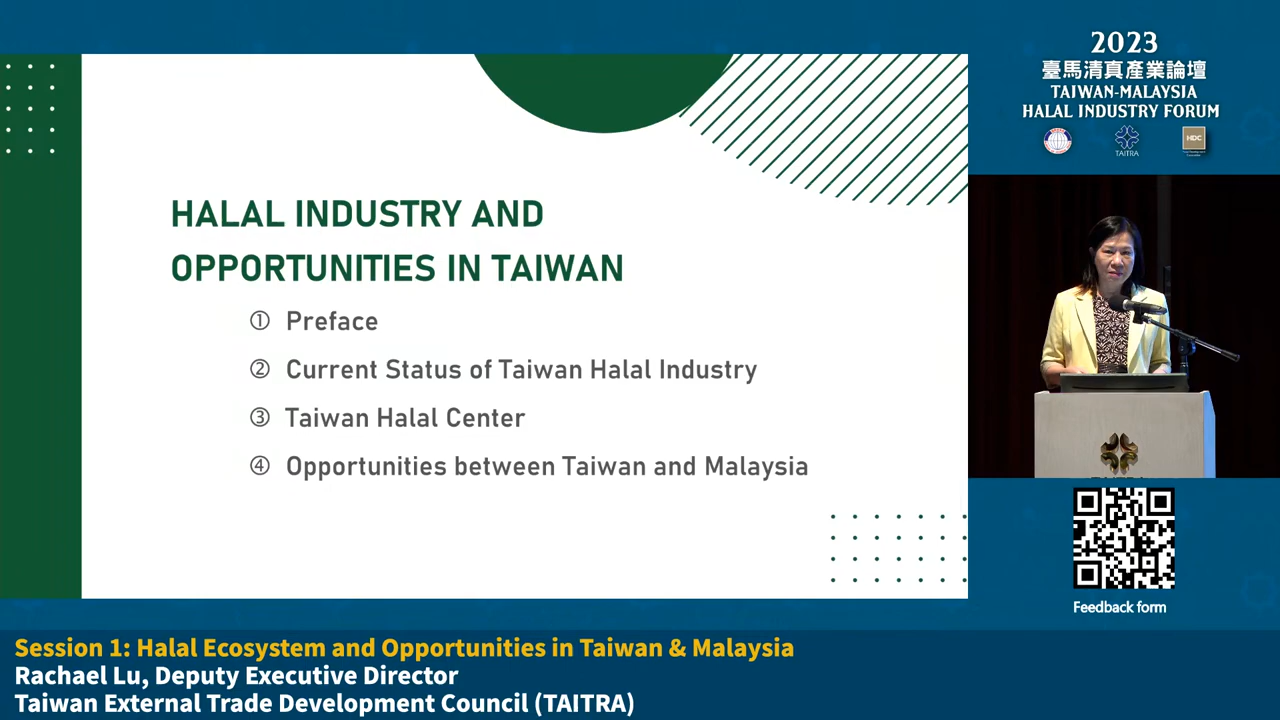 HALAL INDUSTRY AND
OPPORTUNITIES IN TAIWAN
① Preface
② Current Status of Taiwan Halal Industry
③ Taiwan Halal Center
④ Opportunities between Taiwan and Malaysia
2023
臺馬清真產業論壇
TAIWAN-MALAYSIA
HALAL INDUSTRY FORUM
TAITRA
HDC
Feedback form
Session 1: Halal Ecosystem and Opportunities in Taiwan & Malaysia
Rachael Lu, Deputy Executive Director
Taiwan External Trade Development Council (TAITRA)